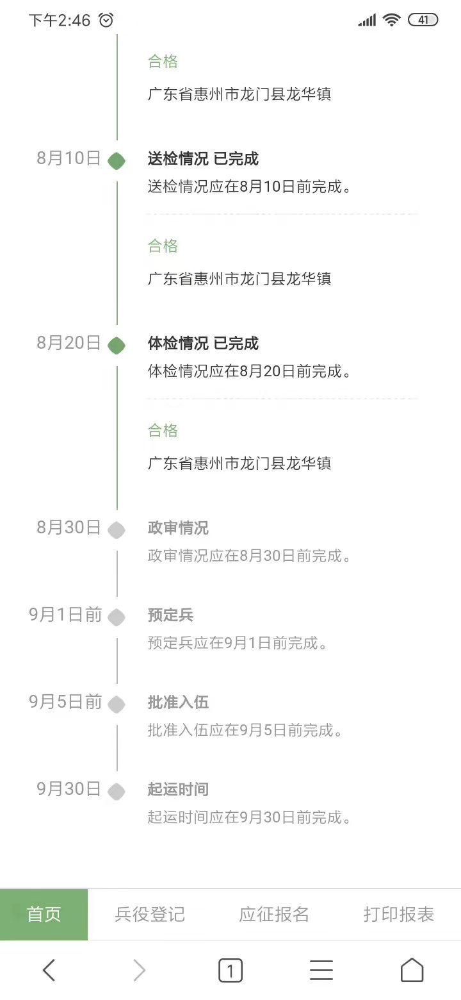 下午2:46
41
合格
广东省惠州市龙门县龙华镇
8月10日
送检情况 已完成
送检情况应在8月10日前完成。
合格
广东省惠州市龙门县龙华镇
8月20日
体检情况 已完成
体检情况应在8月20日前完成。
合格
广东省惠州市龙门县龙华镇
8月30日
政审情况
政审情况应在8月30日前完成。
9月1日前
预定兵
预定兵应在9月1日前完成。
9月5日前
批准入伍
批准入伍应在9月5日前完成。
9月30日
起运时间
起运时间应在9月30日前完成。
首页 兵役登记 应征报名 打印报表
1